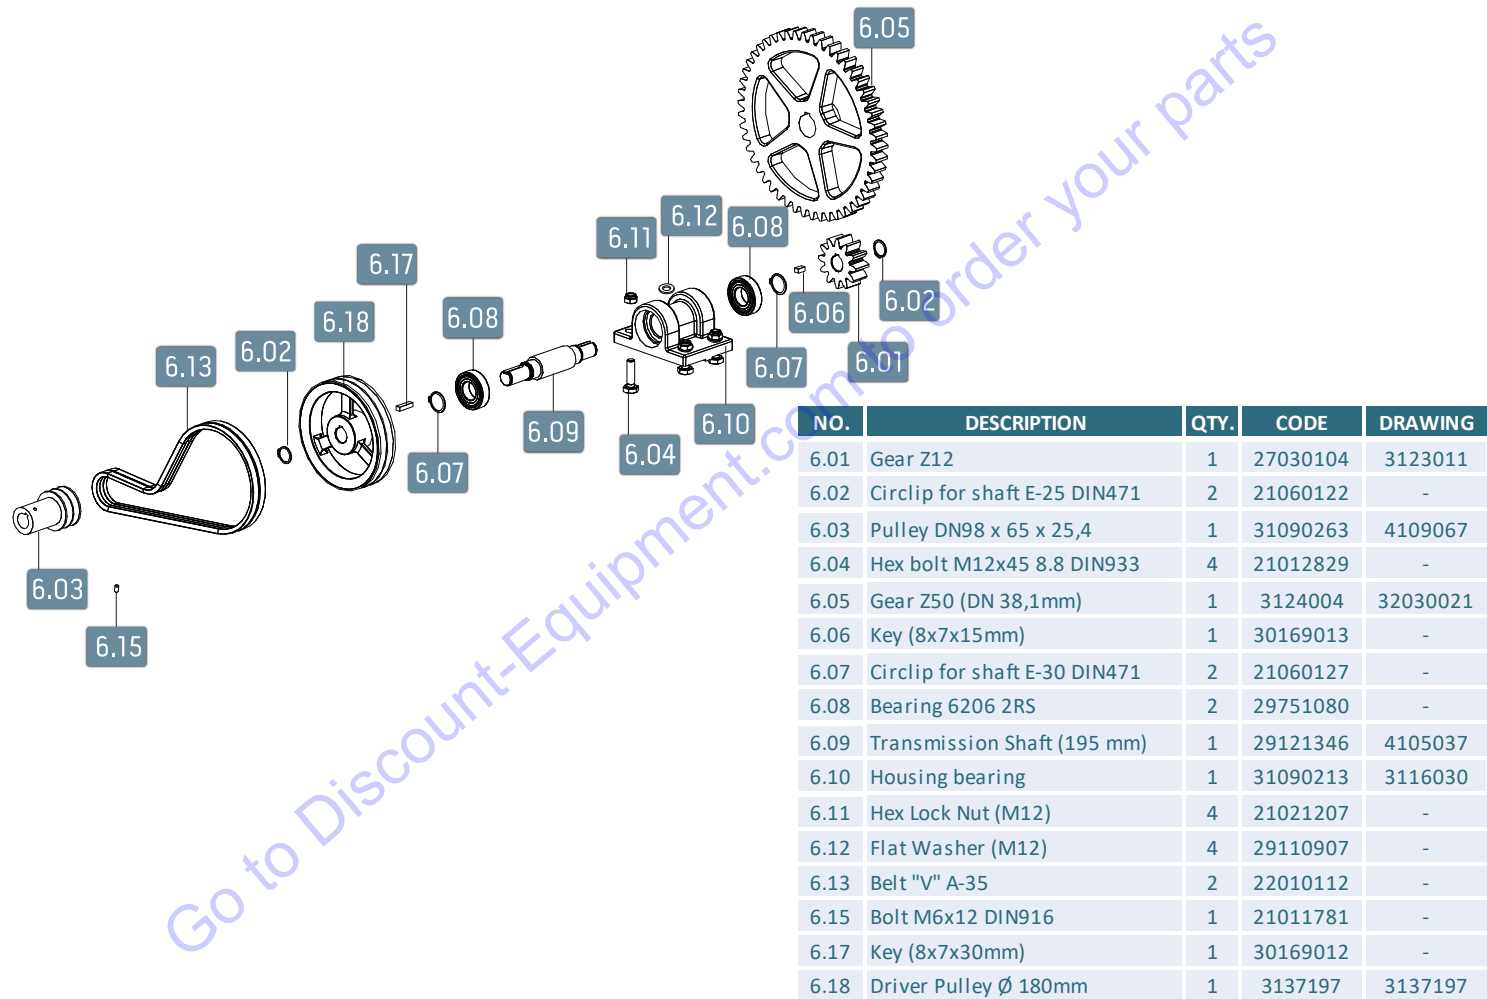 6.05
6.12
6.08
6.11
6.17
6.02
6.06
6.18
6.08
6.02
6.13
6.07
6.01
6.09
6.10
6.04
6.07
6.03
6.15
NO. DESCRIPTION QTY. CODE DRAWING
6.01 Gear Z12 1 27030104 3123011
6.02 Circlip for shaft E-25 DIN471 2 21060122 -
6.03 Pulley DN98 x 65 x 25,4 1 31090263 4109067
6.04 Hex bolt M12x45 8.8 DIN933 4 21012829 -
6.05 Gear Z50 (DN 38,1mm) 1 3124004 32030021
6.06 Key (8x7x15mm) 1 30169013 -
6.07 Circlip for shaft E-30 DIN471 2 21060127 -
6.08 Bearing 6206 2RS 2 29751080 -
6.09 Transmission Shaft (195 mm) 1 29121346 4105037
6.10 Housing bearing 1 31090213 3116030
6.11 Hex Lock Nut (M12) 4 21021207 -
6.12 Flat Washer (M12) 4 29110907 -
6.13 Belt "V" A-35 2 22010112 -
6.15 Bolt M6x12 DIN916 1 21011781 -
6.17 Key (8x7x30mm) 1 30169012 -
6.18 Driver Pulley Ø 180mm 1 3137197 3137197
Go to Discount-Equipment.com to order your parts